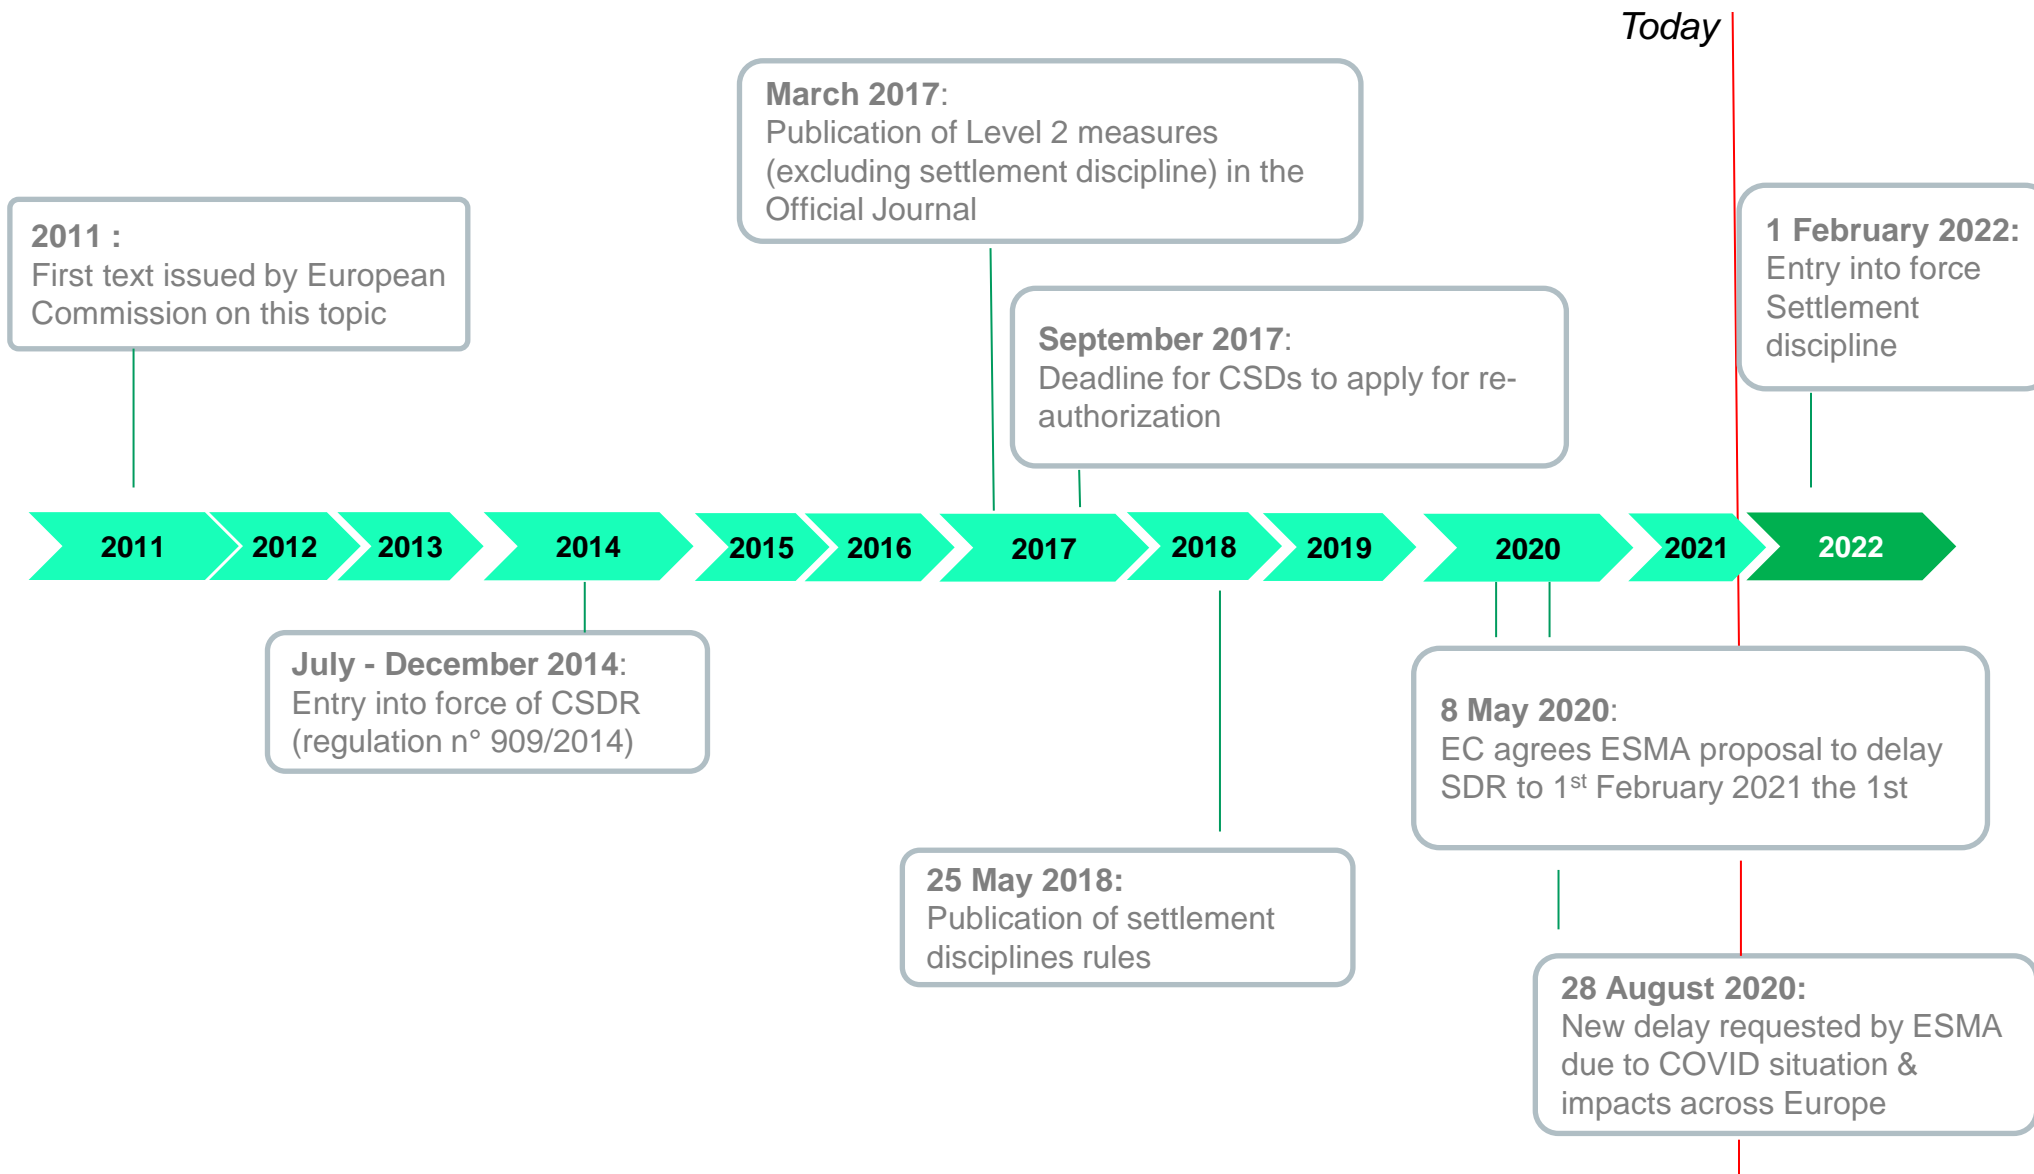 Today
March 2017:
Publication of Level 2 measures
(excluding settlement discipline) in the
Official Journal
2011 :
First text issued by European
Commission on this topic
1 February 2022:
Entry into force
Settlement
discipline
September 2017:
Deadline for CSDs to apply for re-
authorization
2011
2012
2013
2014
2015
2016
2017
2018
2019
2020
2021
2022
July - December 2014:
Entry into force of CSDR
(regulation n° 909/2014)
8 May 2020:
EC agrees ESMA proposal to delay
SDR to 1st February 2021 the 1st
25 May 2018:
Publication of settlement
disciplines rules
28 August 2020:
New delay requested by ESMA
due to COVID situation &
impacts across Europe